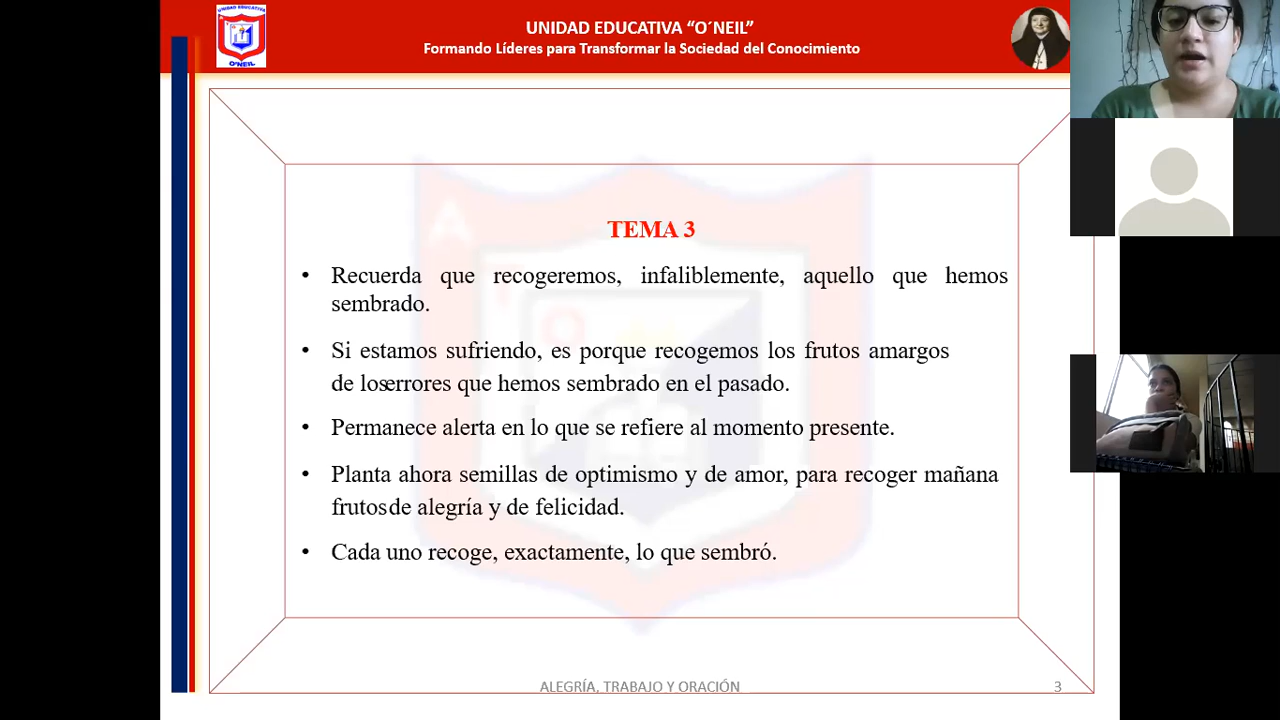 UNIDAD EDUCATIVA
O´NEIL
UNIDAD EDUCATIVA “O´NEIL”
Formando Líderes para Transformar la Sociedad del Conocimiento
TEMA 3
• Recuerda que recogeremos, infaliblemente, aquello que hemos
sembrado.
• Si estamos sufriendo, es porque recogemos los frutos amargos
de loserrores que hemos sembrado en el pasado.
• Permanece alerta en lo que se refiere al momento presente.
• Planta ahora semillas de optimismo y de amor, para recoger mañana
frutosde alegría y de felicidad.
• Cada uno recoge, exactamente, lo que sembró.
ALEGRÍA, TRABAJO Y ORACIÓN
3